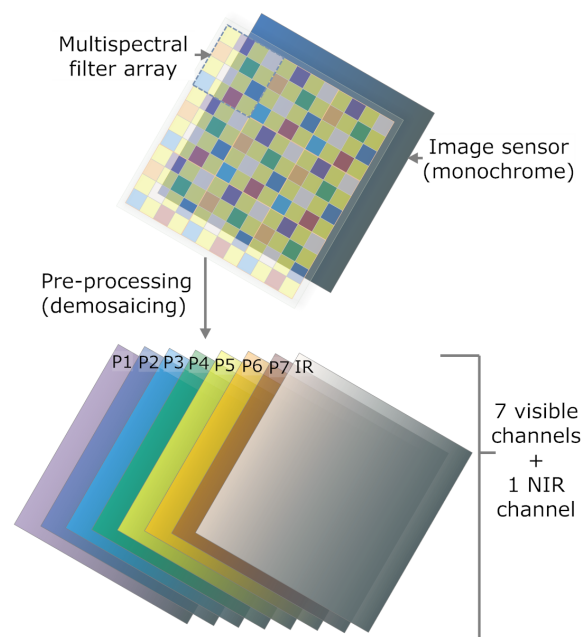 Multispectral
filter array
Image sensor
(monochrome)
Pre-processing
(demosaicing)
P1 P2 P3 P4 P5 P6 P7 IR
7 visible
channels
+
1 NIR
channel